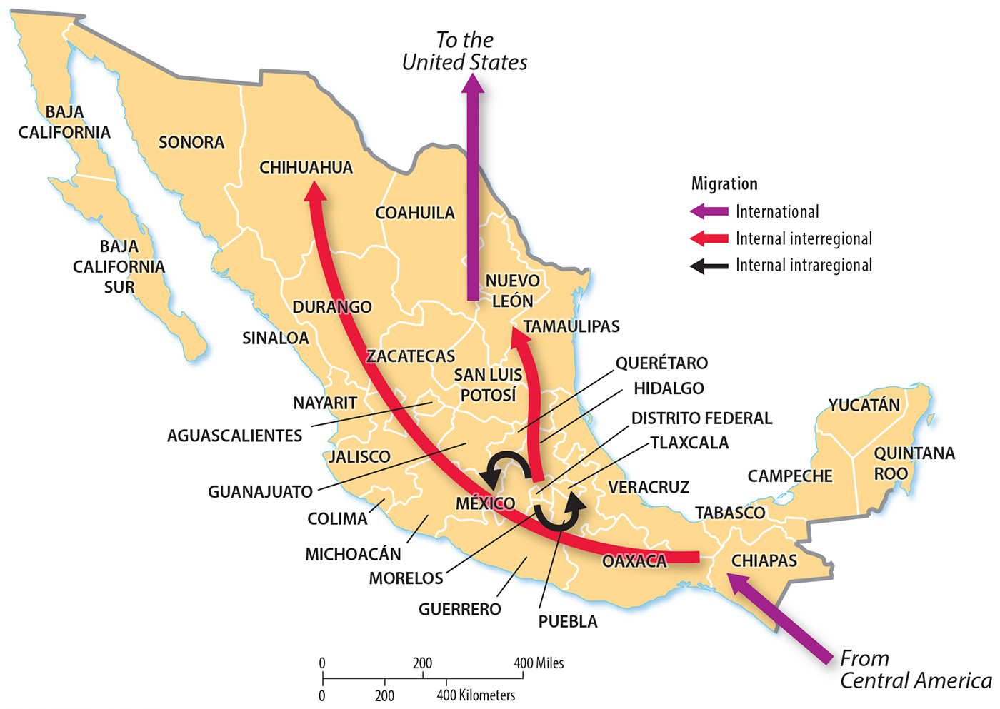 To the
United States
BAJA
CALIFORNIA
SONORA
CHIHUAHUA
COAHUILA
Migration
International
Internal interregional
Internal intraregional
BAJA
CALIFORNIA
SUR
NUEVO
LEÓN
DURANGO
TAMAULIPAS
SINALOA
ZACATECAS
SAN LUIS
POTOSÍ
QUERÉTARO
HIDALGO
NAYARIT
DISTRITO FEDERAL
YUCATÁN
AGUASCALIENTES
TLAXCALA
JALISCO
QUINTANA
ROO
CAMPECHE
GUANAJUATO
VERACRUZ
MÉXICO
TABASCO
COLIMA
MICHOACÁN
OAXACA
CHIAPAS
MORELOS
GUERRERO
PUEBLA
From
Central America
0 200 400 Miles
0 200 400 Kilometers